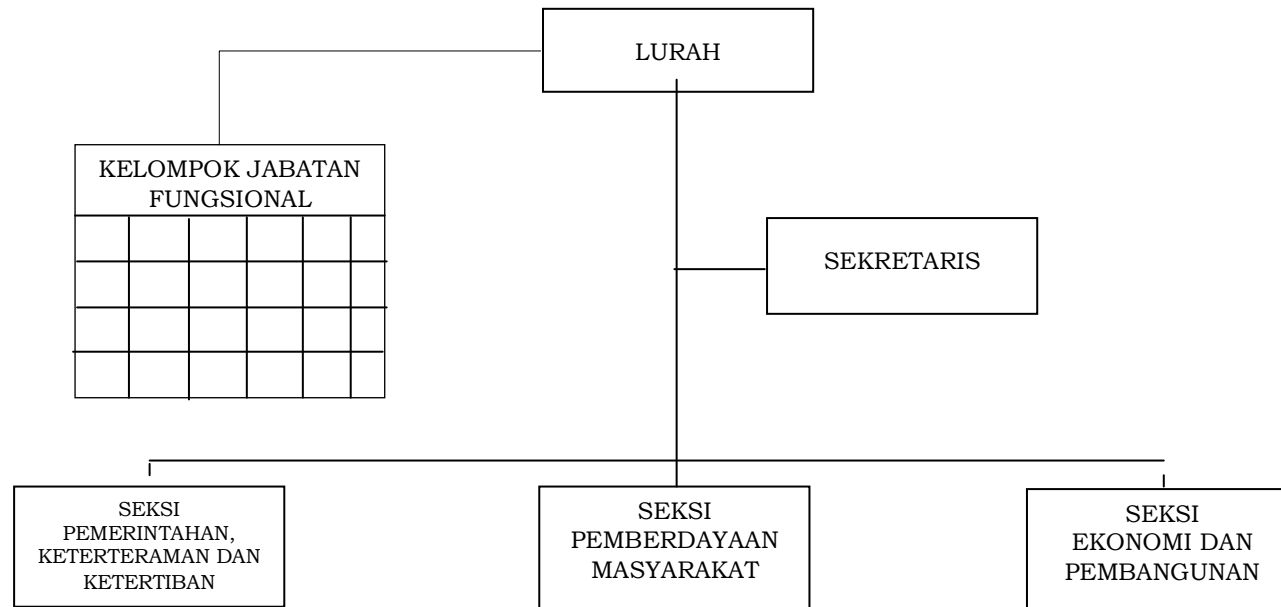 LURAH
KELOMPOK JABATAN
FUNGSIONAL
SEKRETARIS
SEKSI
PEMERINTAHAN,
KETERTERAMAN DAN
KETERTIBAN
SEKSI
PEMBERDAYAAN
MASYARAKAT
SEKSI
EKONOMI DAN
PEMBANGUNAN